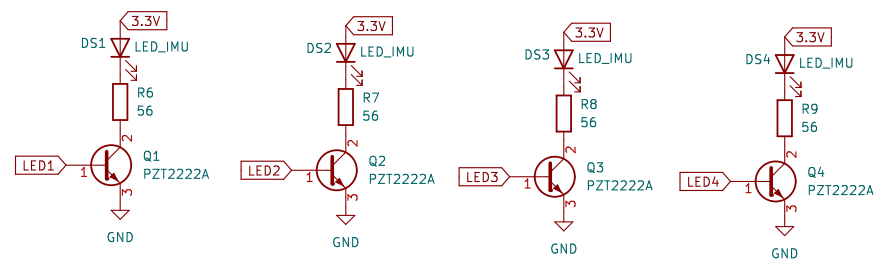 3.3V
DS1
LED_IMU
R6
56
2
LED1
1
Q1
PZT2222A
3
GND
3.3V
DS2
LED_IMU
R7
56
2
LED2
1
Q2
PZT2222A
3
GND
3.3V
DS3
LED_IMU
R8
56
2
LED3
1
Q3
PZT2222A
3
GND
3.3V
DS4
LED_IMU
R9
56
2
LED4
1
Q4
PZT2222A
3
GND